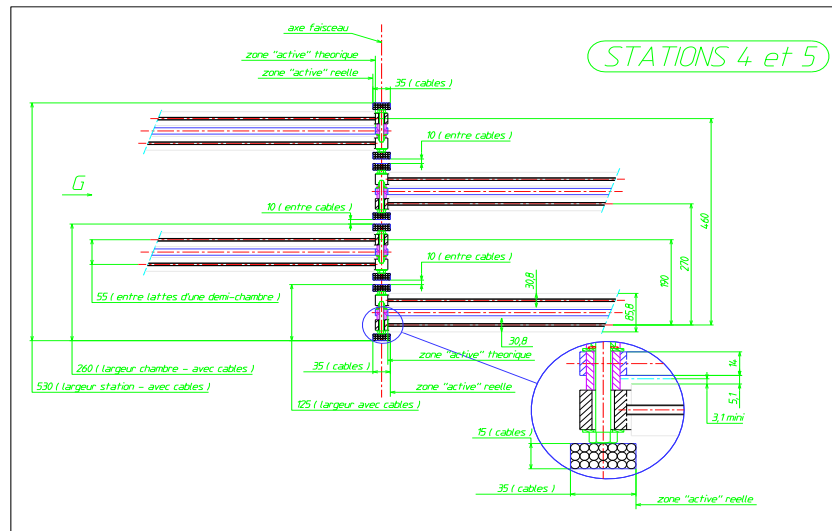 axe faisceau
STATIONS 4 et 5
zone "active" theorique
zone "active" reelle
35 ( cables )
10 ( entre cables )
G
10 ( entre cables )
460
10 ( entre cables )
190
270
30,8
85,8
55 ( entre lattes d'une demi-chambre )
30,8
zone "active" theorique
260 ( largeur chambre - avec cables )
35 ( cables )
14
530 ( largeur station - avec cables )
zone "active" reelle
125 ( largeur avec cables )
5,1
3,1 mini
15 ( cables )
35 ( cables )
zone "active" reelle